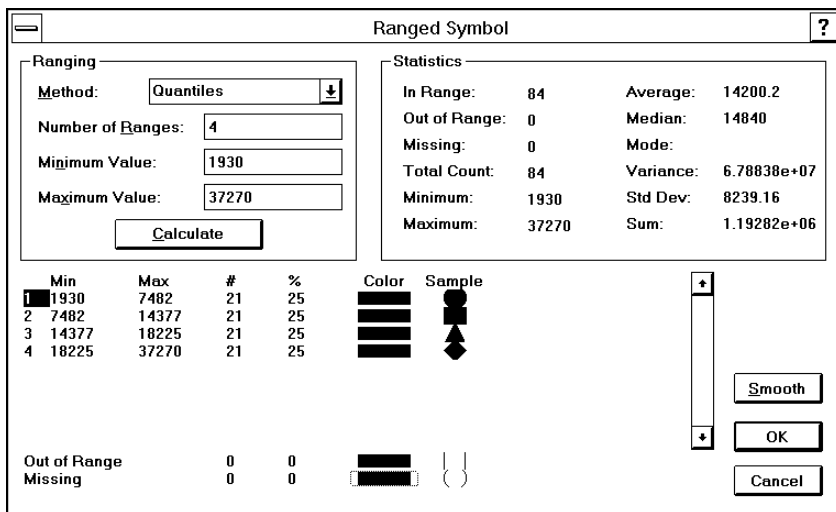 Ranged Symbol
?
Ranging
Method: Quantiles
Number of Ranges: 4
Minimum Value: 1930
Maximum Value: 37270
Calculate
Statistics
In Range: 84 Average: 14200.2
Out of Range: 0 Median: 14840
Missing: 0 Mode:
Total Count: 84 Variance: 6.78838e+07
Minimum: 1930 Std Dev: 8239.16
Maximum: 37270 Sum: 1.19282e+06
Min Max # % Color Sample
1 1930 7482 21 25
2 7482 14377 21 25
3 14377 18225 21 25
4 18225 37270 21 25
Out of Range 0 0
Missing 0 0
Smooth
OK
Cancel